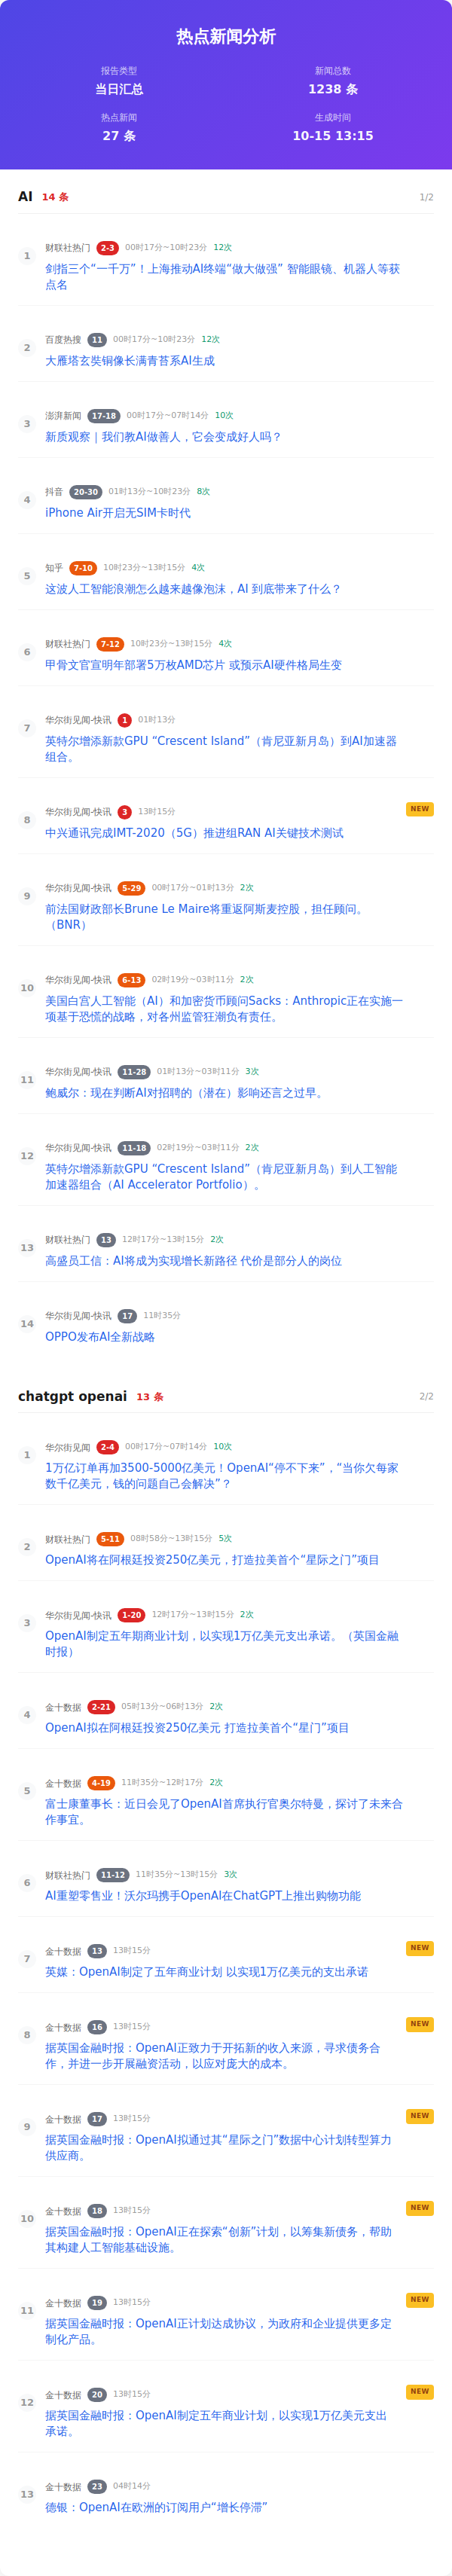 热点新闻分析
报告类型
新闻总数
当日汇总
1238 条
热点新闻
生成时间
27 条
10-15 13:15
AI 14 条 1/2
1
财联社热门 2-3 00时17分~10时23分 12次
剑指三个“一千万”！上海推动AI终端“做大做强” 智能眼镜、机器人等获
点名
2
百度热搜 11 00时17分~10时23分 12次
大雁塔玄奘铜像长满青苔系AI生成
3
澎湃新闻 17-18 00时17分~07时14分 10次
新质观察｜我们教AI做善人，它会变成好人吗？
4
抖音 20-30 01时13分~10时23分 8次
iPhone Air开启无SIM卡时代
5
知乎 7-10 10时23分~13时15分 4次
这波人工智能浪潮怎么越来越像泡沫，AI 到底带来了什么？
6
财联社热门 7-12 10时23分~13时15分 4次
甲骨文官宣明年部署5万枚AMD芯片 或预示AI硬件格局生变
7
华尔街见闻-快讯 1 01时13分
英特尔增添新款GPU “Crescent Island”（肯尼亚新月岛）到AI加速器
组合。
8
华尔街见闻-快讯 3 13时15分 NEW
中兴通讯完成IMT-2020（5G）推进组RAN AI关键技术测试
9
华尔街见闻-快讯 5-29 00时17分~01时13分 2次
前法国财政部长Brune Le Maire将重返阿斯麦控股，担任顾问。
（BNR）
10
华尔街见闻-快讯 6-13 02时19分~03时11分 2次
美国白宫人工智能（AI）和加密货币顾问Sacks：Anthropic正在实施一
项基于恐慌的战略，对各州监管狂潮负有责任。
11
华尔街见闻-快讯 11-28 01时13分~03时11分 3次
鲍威尔：现在判断AI对招聘的（潜在）影响还言之过早。
12
华尔街见闻-快讯 11-18 02时19分~03时11分 2次
英特尔增添新款GPU “Crescent Island”（肯尼亚新月岛）到人工智能
加速器组合（AI Accelerator Portfolio）。
13
财联社热门 13 12时17分~13时15分 2次
高盛员工信：AI将成为实现增长新路径 代价是部分人的岗位
14
华尔街见闻-快讯 17 11时35分
OPPO发布AI全新战略
chatgpt openai 13 条 2/2
1
华尔街见闻 2-4 00时17分~07时14分 10次
1万亿订单再加3500-5000亿美元！OpenAI“停不下来”，“当你欠每家
数千亿美元，钱的问题自己会解决”？
2
财联社热门 5-11 08时58分~13时15分 5次
OpenAI将在阿根廷投资250亿美元，打造拉美首个“星际之门”项目
3
华尔街见闻-快讯 1-20 12时17分~13时15分 2次
OpenAI制定五年期商业计划，以实现1万亿美元支出承诺。（英国金融
时报）
4
金十数据 2-21 05时13分~06时13分 2次
OpenAI拟在阿根廷投资250亿美元 打造拉美首个“星门”项目
5
金十数据 4-19 11时35分~12时17分 2次
富士康董事长：近日会见了OpenAI首席执行官奥尔特曼，探讨了未来合
作事宜。
6
财联社热门 11-12 11时35分~13时15分 3次
AI重塑零售业！沃尔玛携手OpenAI在ChatGPT上推出购物功能
7
金十数据 13 13时15分 NEW
英媒：OpenAI制定了五年商业计划 以实现1万亿美元的支出承诺
8
金十数据 16 13时15分 NEW
据英国金融时报：OpenAI正致力于开拓新的收入来源，寻求债务合
作，并进一步开展融资活动，以应对庞大的成本。
9
金十数据 17 13时15分 NEW
据英国金融时报：OpenAI拟通过其“星际之门”数据中心计划转型算力
供应商。
10
金十数据 18 13时15分 NEW
据英国金融时报：OpenAI正在探索“创新”计划，以筹集新债务，帮助
其构建人工智能基础设施。
11
金十数据 19 13时15分 NEW
据英国金融时报：OpenAI正计划达成协议，为政府和企业提供更多定
制化产品。
12
金十数据 20 13时15分 NEW
据英国金融时报：OpenAI制定五年商业计划，以实现1万亿美元支出
承诺。
13
金十数据 23 04时14分
德银：OpenAI在欧洲的订阅用户“增长停滞”